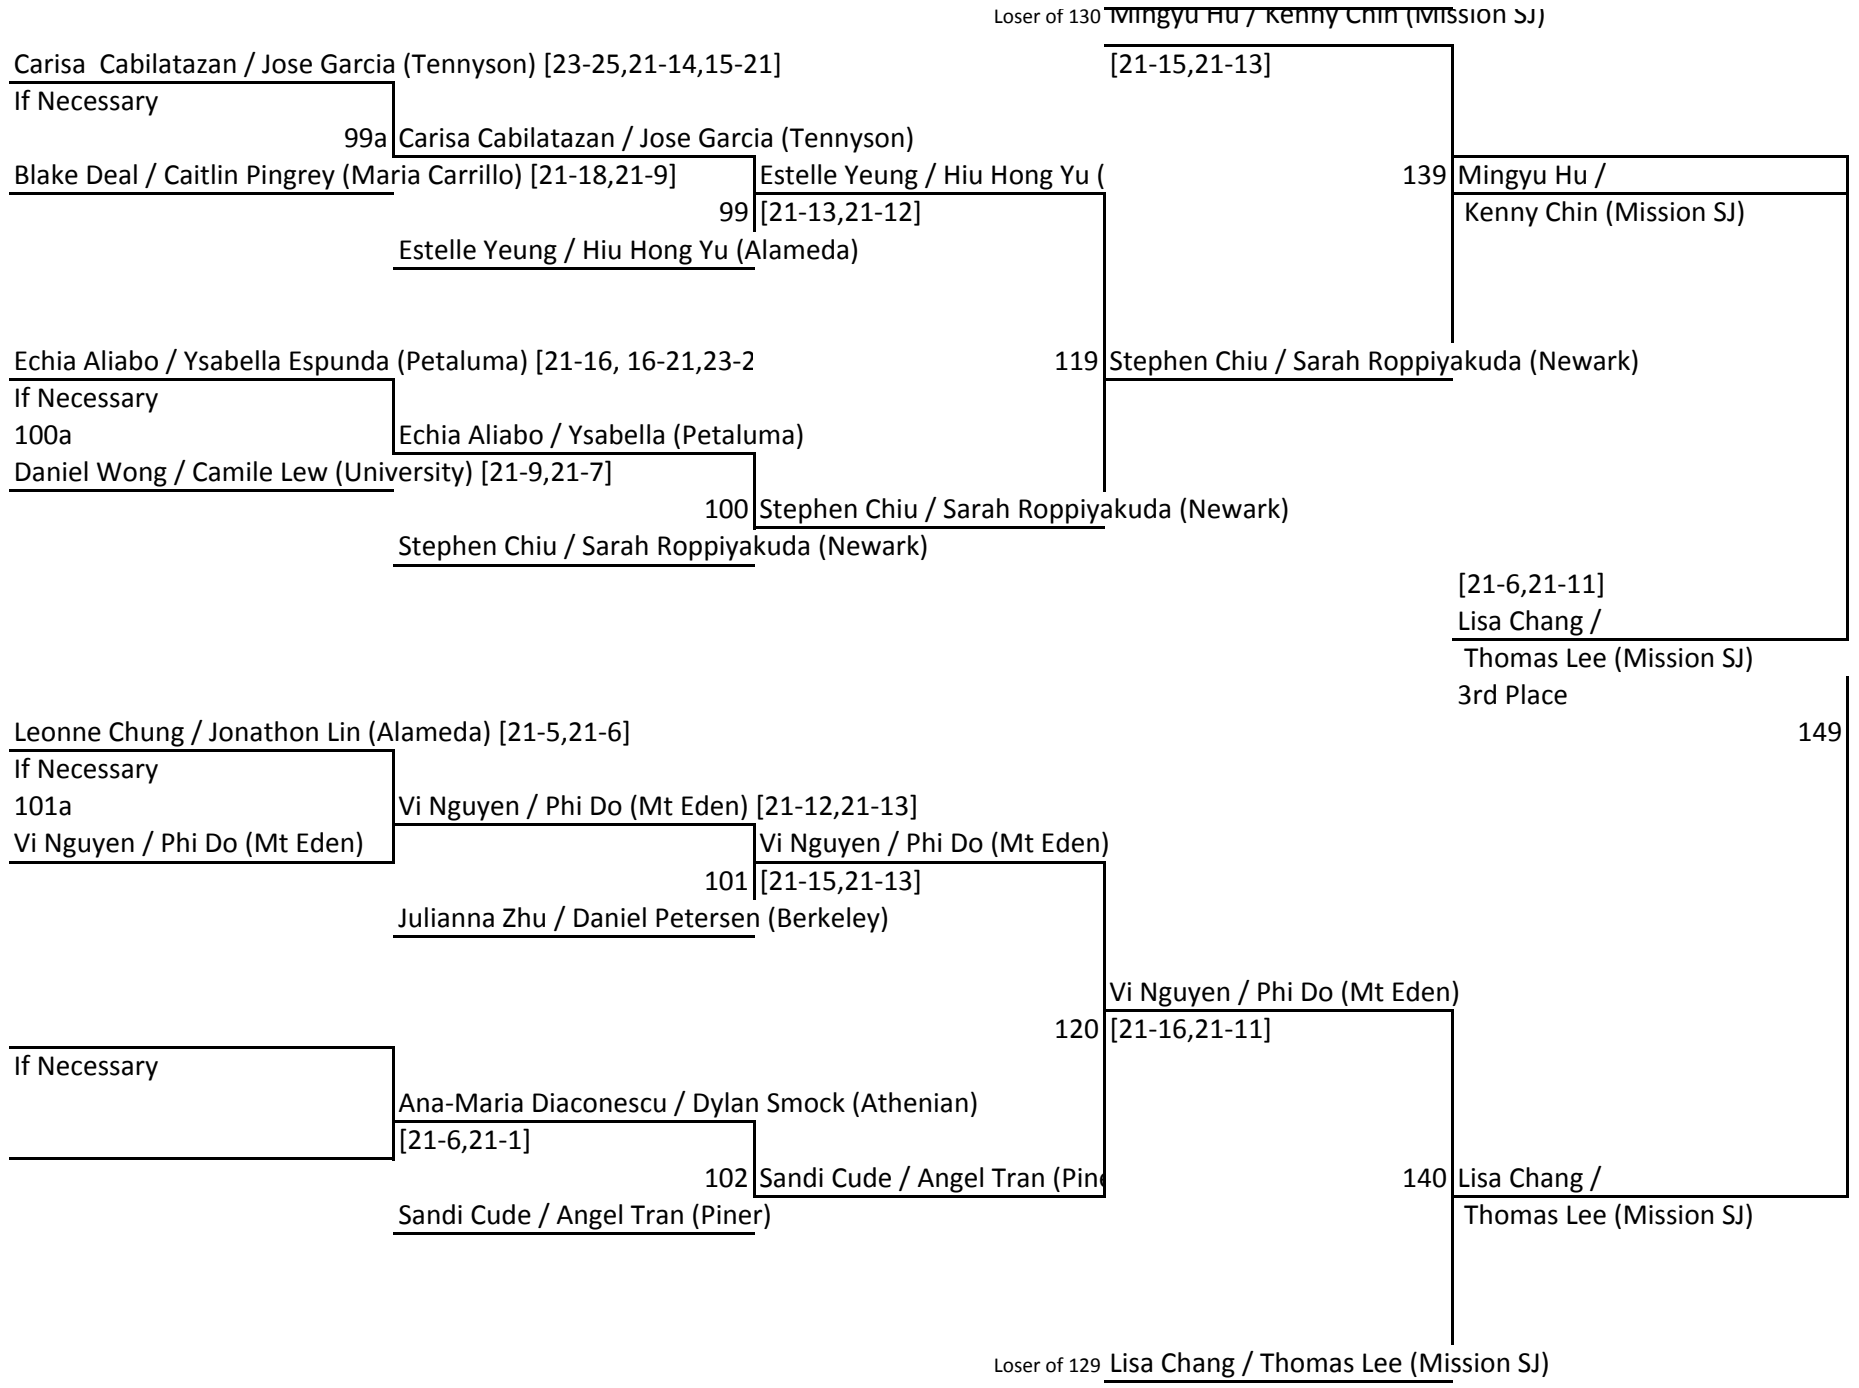 Loser of 130 Mingyu Hu / Kenny Chin (Mission SJ)
Carisa  Cabilatazan / Jose Garcia (Tennyson) [23-25,21-14,15-21]
[21-15,21-13]
If Necessary
99a Carisa Cabilatazan / Jose Garcia (Tennyson)
Blake Deal / Caitlin Pingrey (Maria Carrillo) [21-18,21-9]
Estelle Yeung / Hiu Hong Yu (
139 Mingyu Hu /
99 [21-13,21-12]
Kenny Chin (Mission SJ)
Estelle Yeung / Hiu Hong Yu (Alameda)
Echia Aliabo / Ysabella Espunda (Petaluma) [21-16, 16-21,23-2
119 Stephen Chiu / Sarah Roppiyakuda (Newark)
If Necessary
100a
Echia Aliabo / Ysabella (Petaluma)
Daniel Wong / Camile Lew (University) [21-9,21-7]
100 Stephen Chiu / Sarah Roppiyakuda (Newark)
Stephen Chiu / Sarah Roppiyakuda (Newark)
[21-6,21-11]
Lisa Chang /
Thomas Lee (Mission SJ)
3rd Place
Leonne Chung / Jonathon Lin (Alameda) [21-5,21-6]
149
If Necessary
101a
Vi Nguyen / Phi Do (Mt Eden) [21-12,21-13]
Vi Nguyen / Phi Do (Mt Eden)
Vi Nguyen / Phi Do (Mt Eden)
101 [21-15,21-13]
Julianna Zhu / Daniel Petersen (Berkeley)
Vi Nguyen / Phi Do (Mt Eden)
120 [21-16,21-11]
If Necessary
Ana-Maria Diaconescu / Dylan Smock (Athenian)
[21-6,21-1]
102 Sandi Cude / Angel Tran (Pine
140 Lisa Chang /
Sandi Cude / Angel Tran (Piner)
Thomas Lee (Mission SJ)
Loser of 129 Lisa Chang / Thomas Lee (Mission SJ)